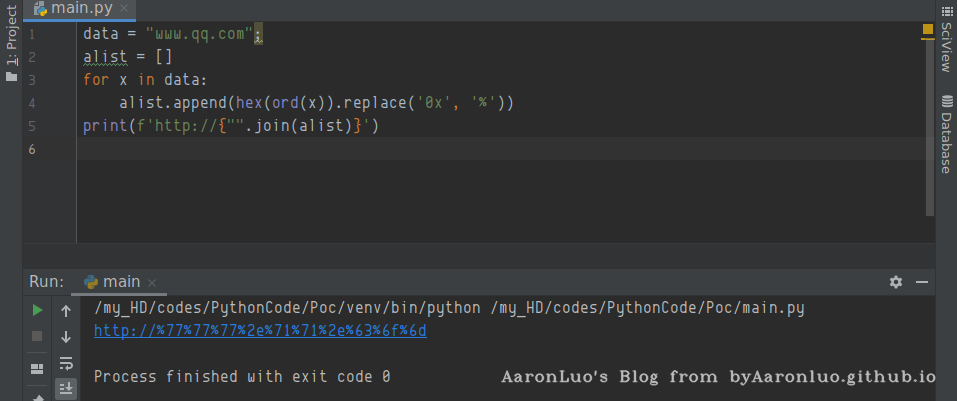 main.py ×
1: Project
SciView
Database
1 data = "www.qq.com";
2 alist = []
3 for x in data:
4     alist.append(hex(ord(x)).replace('0x', '%'))
5 print(f'http://{"".join(alist)}')
6
Run: main ×
/my_HD/codes/PythonCode/Poc/venv/bin/python /my_HD/codes/PythonCode/Poc/main.py
http://%77%77%77%2e%71%71%2e%63%6f%6d
Process finished with exit code 0
AaronLuo's Blog from byAaronluo.github.io